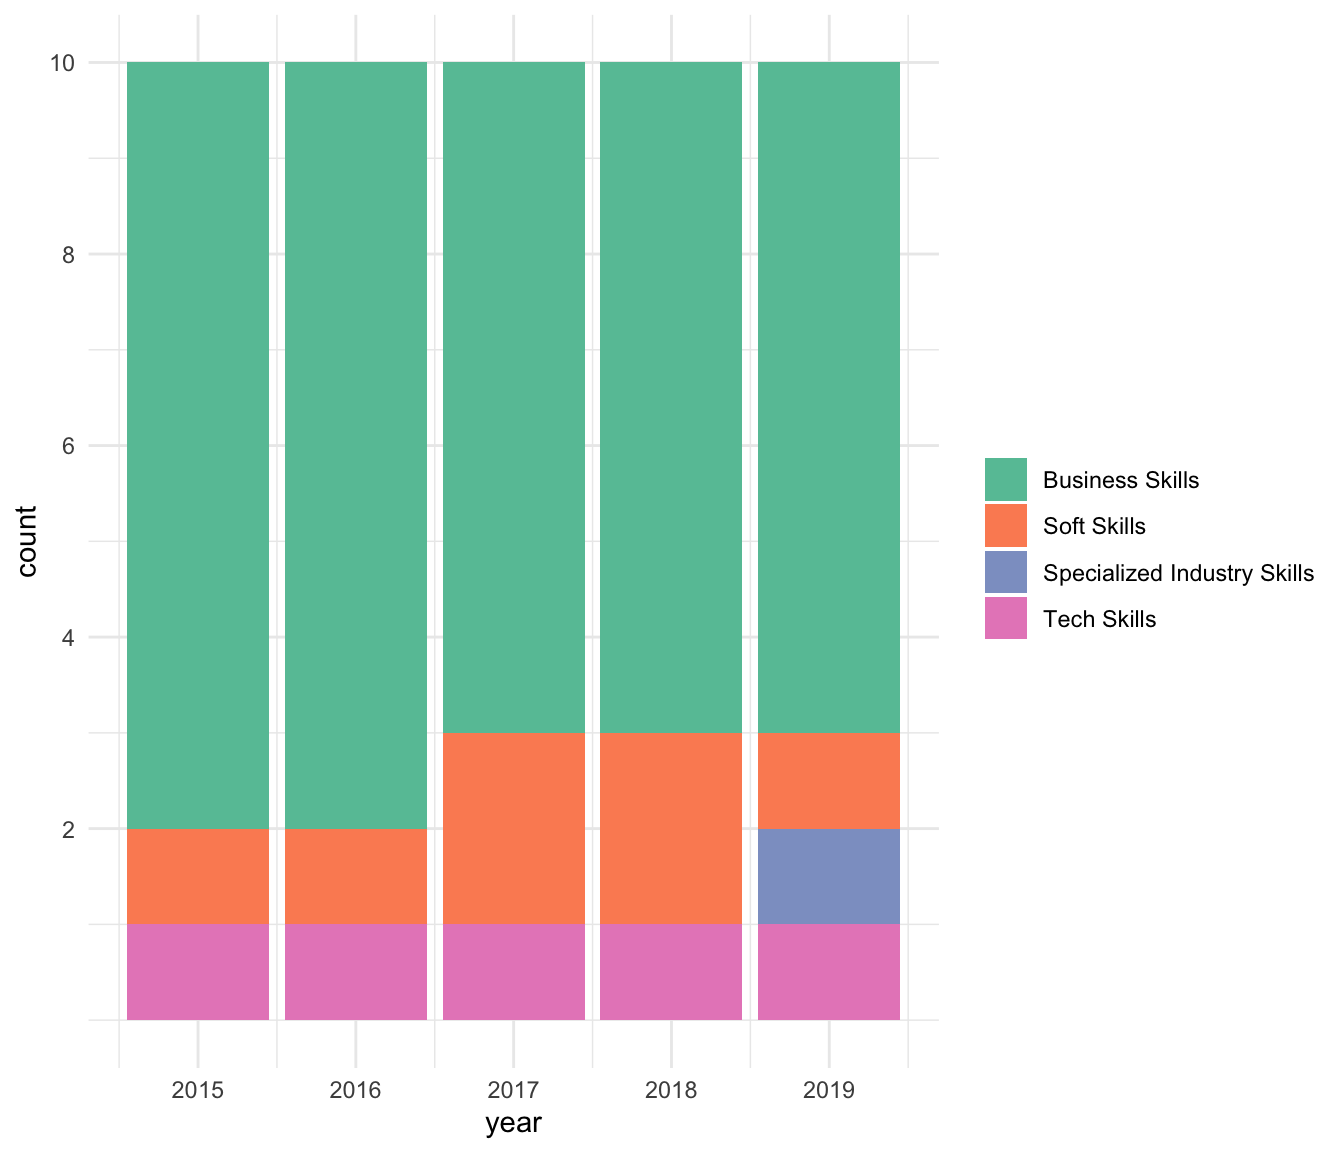 10
8
6
4
2
count
2015 2016 2017 2018 2019
year
Business Skills
Soft Skills
Specialized Industry Skills
Tech Skills